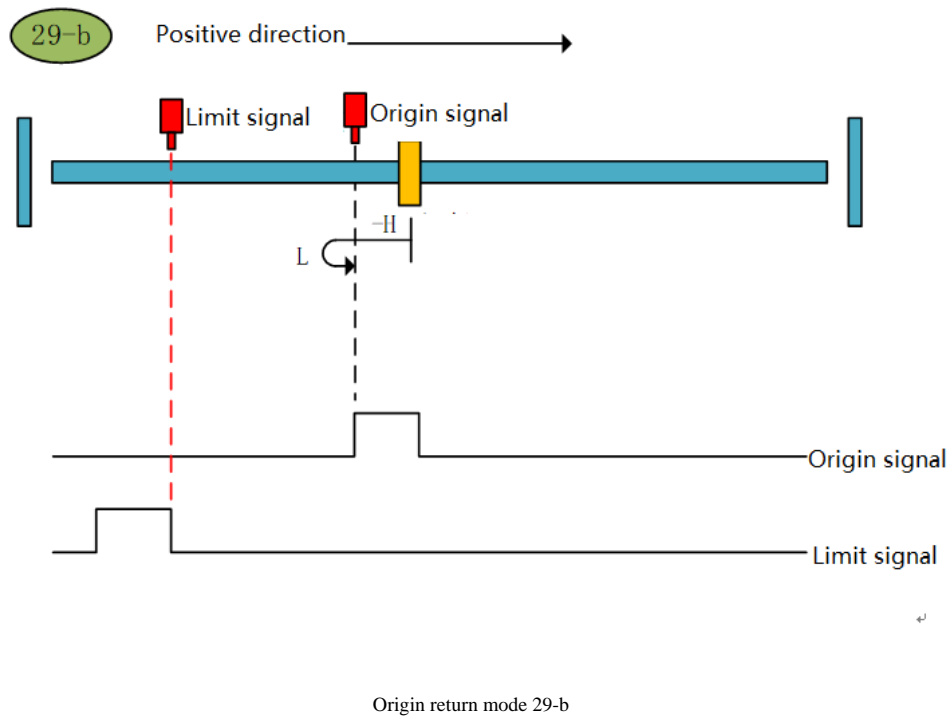 29-b
Positive direction
Limit signal
Origin signal
-H
L
Origin signal
Limit signal
Origin return mode 29-b